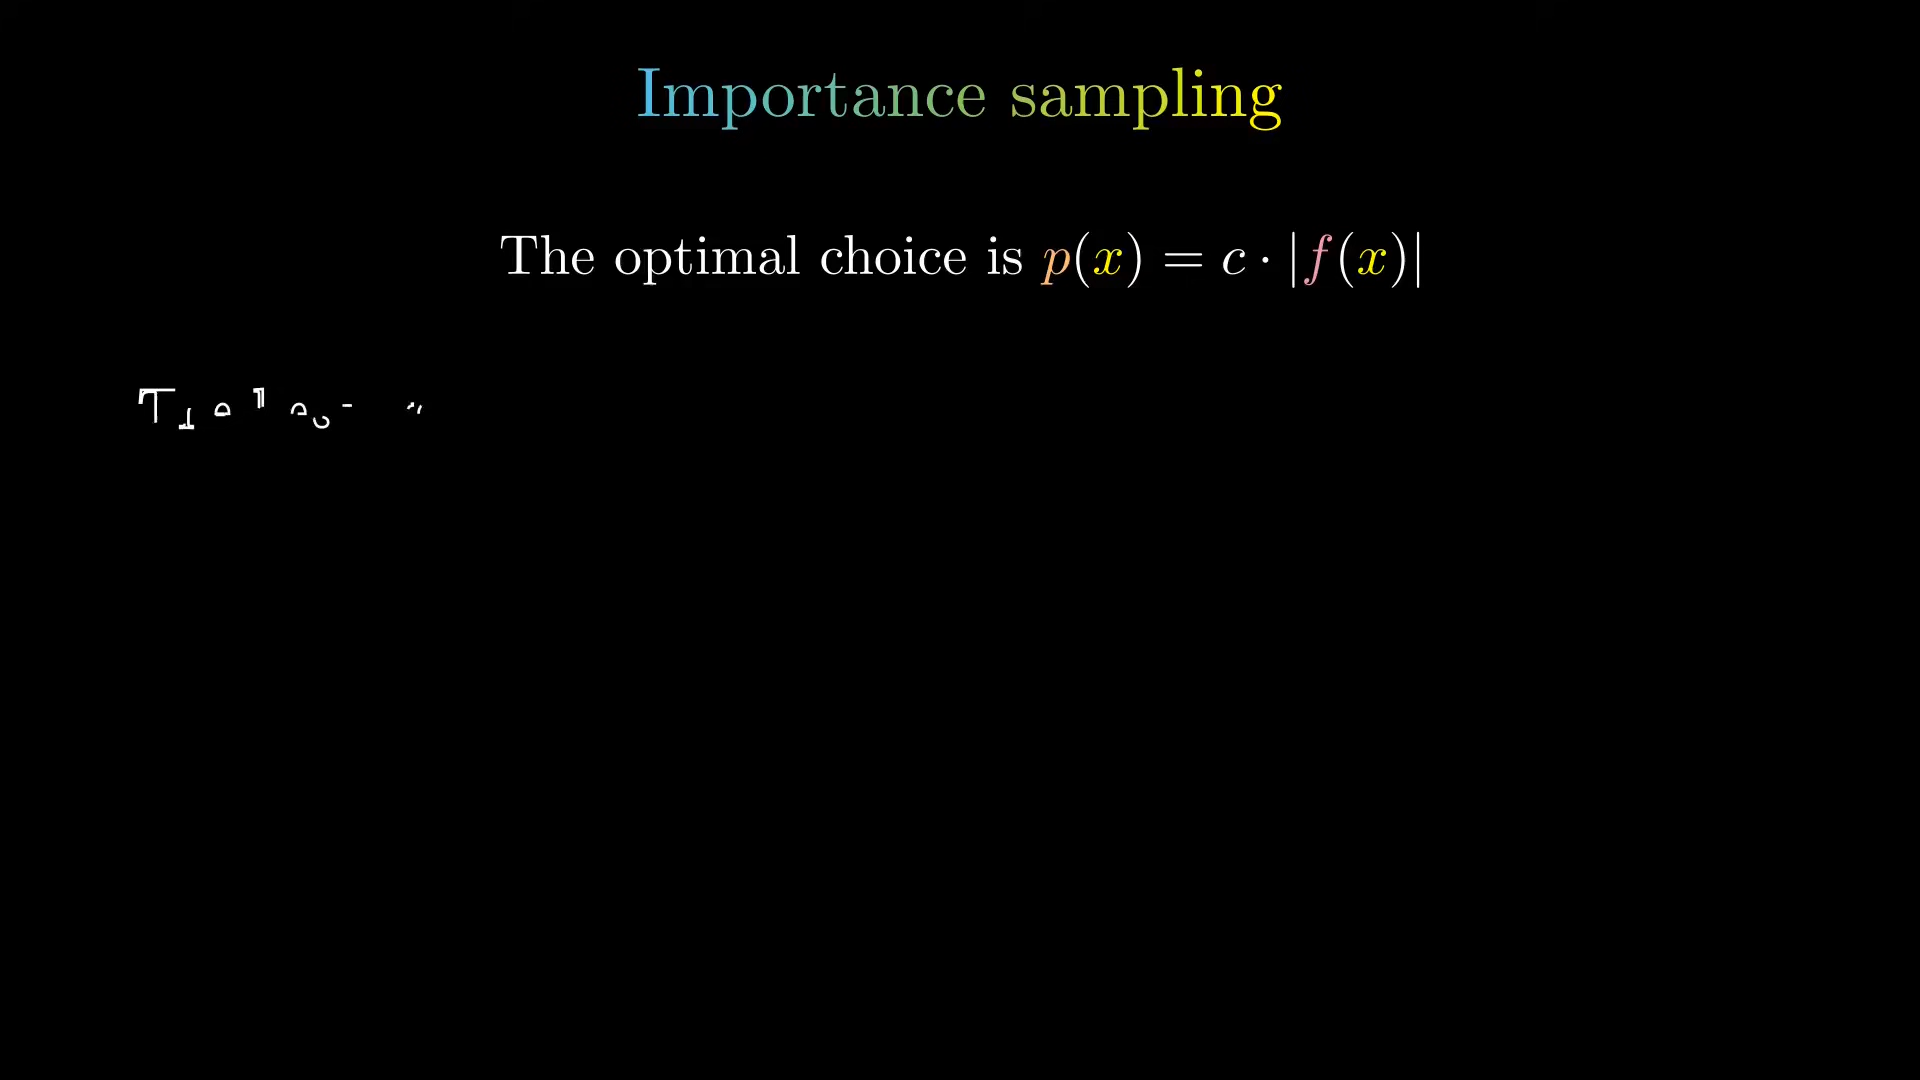 Importance sampling
The optimal choice is p(x) = c · |f(x)|